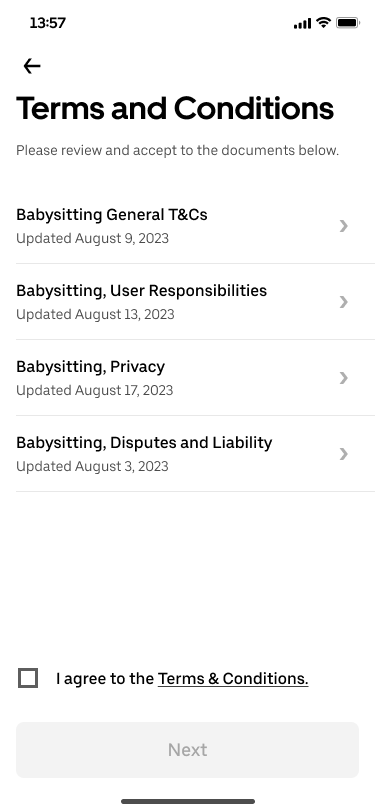 13:57
Terms and Conditions
Please review and accept to the documents below.
Babysitting General T&Cs
Updated August 9, 2023
Babysitting, User Responsibilities
Updated August 13, 2023
Babysitting, Privacy
Updated August 17, 2023
Babysitting, Disputes and Liability
Updated August 3, 2023
I agree to the Terms & Conditions.
Next